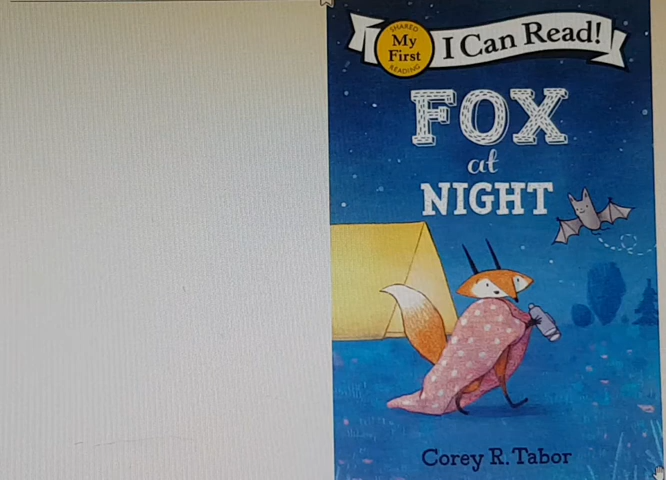 SHARED
My
First
READING
I Can Read!
FOX
at
NIGHT
Corey R. Tabor